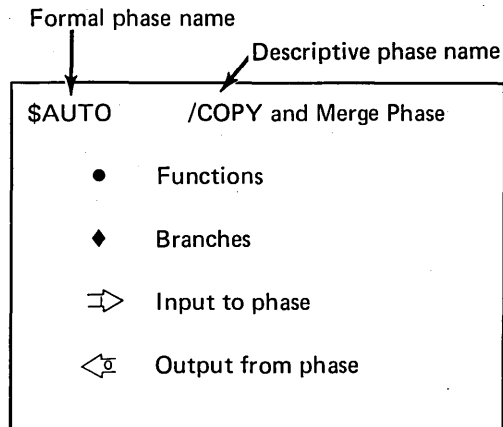 Formal phase name
Descriptive phase name
$AUTO /COPY and Merge Phase
● Functions
♦ Branches
Input to phase
Output from phase